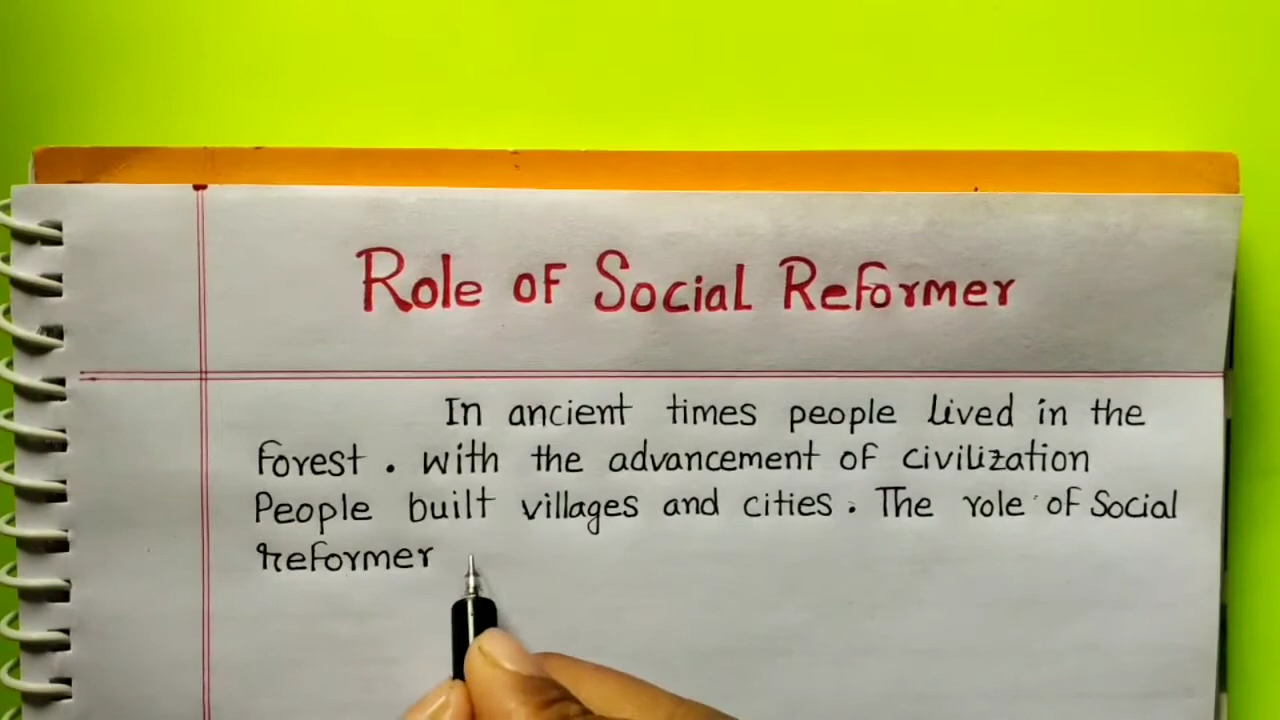 Role of Social Reformer
In ancient times people lived in the
forest. with the advancement of civilization
People built villages and cities. The role of Social
reformer